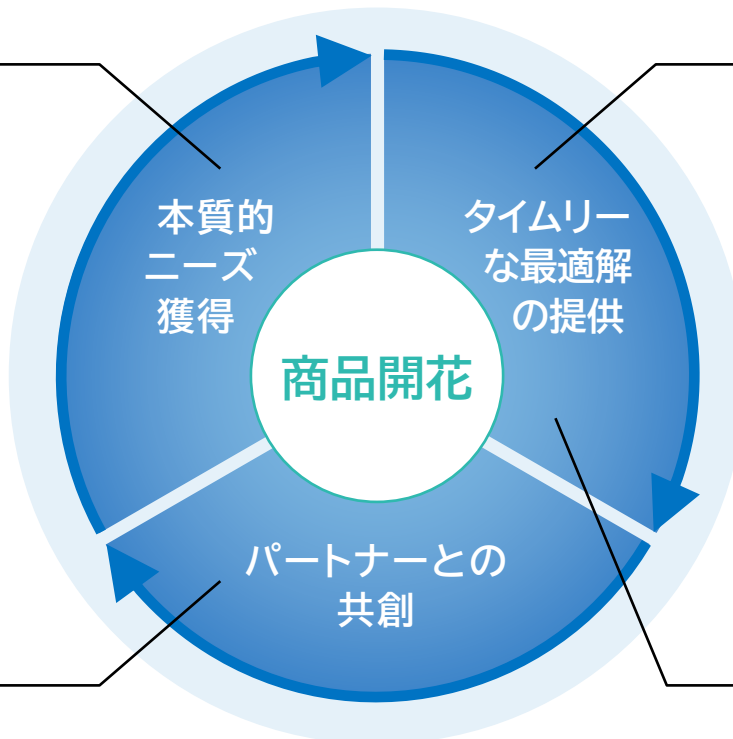 本質的
ニーズ
獲得
タイムリー
な最適解
の提供
商品開花
パートナーとの
共創